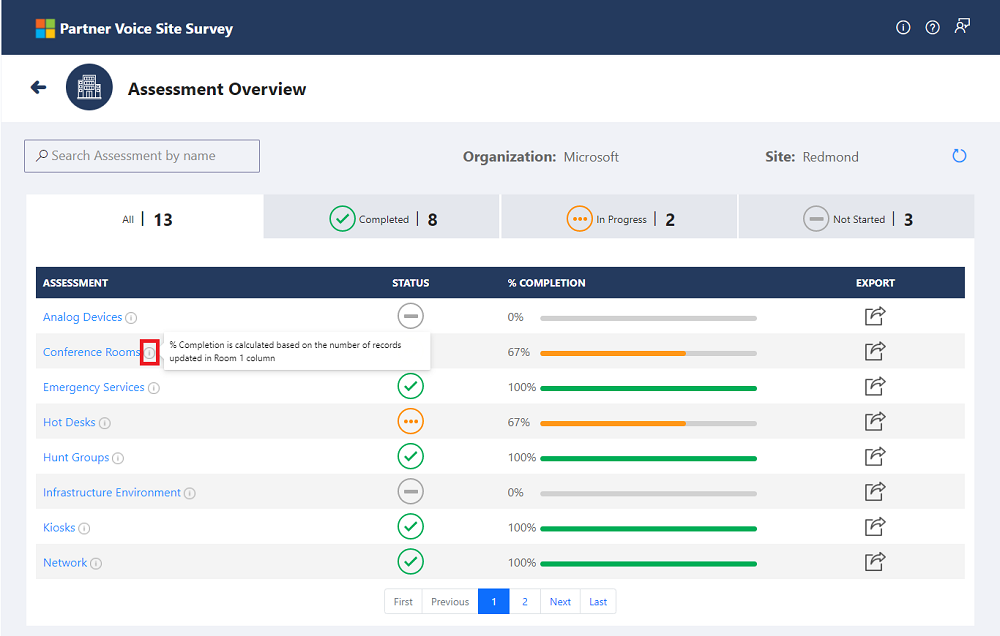 Partner Voice Site Survey
Assessment Overview
Search Assessment by name
Organization: Microsoft
Site: Redmond
All | 13
Completed | 8
In Progress | 2
Not Started | 3
ASSESSMENT STATUS % COMPLETION EXPORT
Analog Devices 0%
Conference Rooms 67%
% Completion is calculated based on the number of records
updated in Room 1 column
Emergency Services 100%
Hot Desks 67%
Hunt Groups 100%
Infrastructure Environment 0%
Kiosks 100%
Network 100%
First Previous 1 2 Next Last